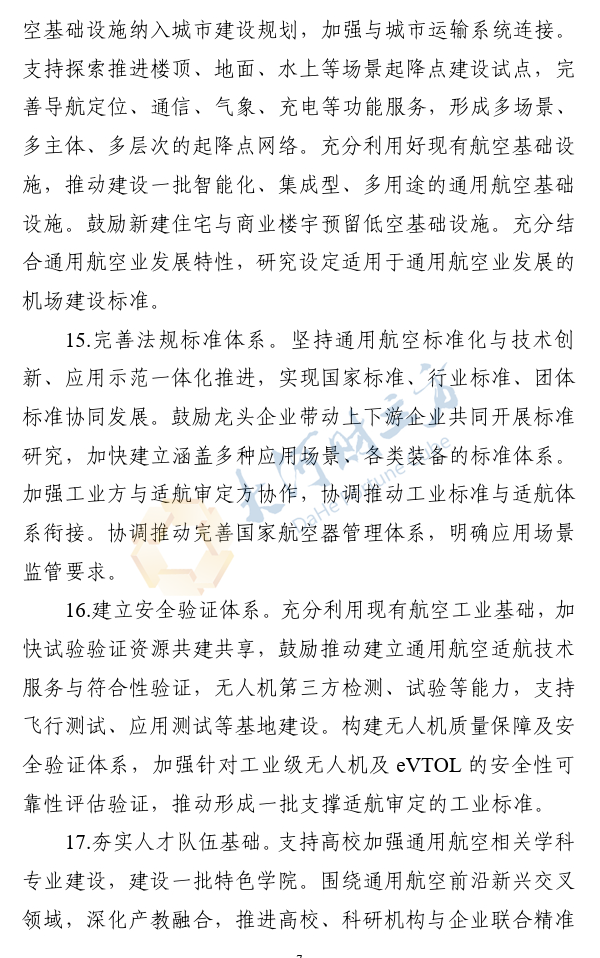 空基础设施纳入城市建设规划，加强与城市运输系统连接。
支持探索推进楼顶、地面、水上等场景起降点建设试点，完
善导航定位、通信、气象、充电等功能服务，形成多场景、
多主体、多层次的起降点网络。充分利用好现有航空基础设
施，推动建设一批智能化、集成型、多用途的通用航空基础
设施。鼓励新建住宅与商业楼宇预留低空基础设施。充分结
合通用航空业发展特性，研究设定适用于通用航空业发展的
机场建设标准。
15.完善法规标准体系。坚持通用航空标准化与技术创
新、应用示范一体化推进，实现国家标准、行业标准、团体
标准协同发展。鼓励龙头企业带动上下游企业共同开展标准
研究，加快建立涵盖多种应用场景、各类装备的标准体系。
加强工业方与适航审定方协作，协调推动工业标准与适航体
系衔接。协调推动完善国家航空器管理体系，明确应用场景
监管要求。
16.建立安全验证体系。充分利用现有航空工业基础，加
快试验验证资源共建共享，鼓励推动建立通用航空适航技术
服务与符合性验证，无人机第三方检测、试验等能力，支持
飞行测试、应用测试等基地建设。构建无人机质量保障及安
全验证体系，加强针对工业级无人机及 eVTOL 的安全性可
靠性评估验证，推动形成一批支撑适航审定的工业标准。
17.夯实人才队伍基础。支持高校加强通用航空相关学科
专业建设，建设一批特色学院。围绕通用航空前沿新兴交叉
领域，深化产教融合，推进高校、科研机构与企业联合精准
大河财立方
DaHe Fortune Cube